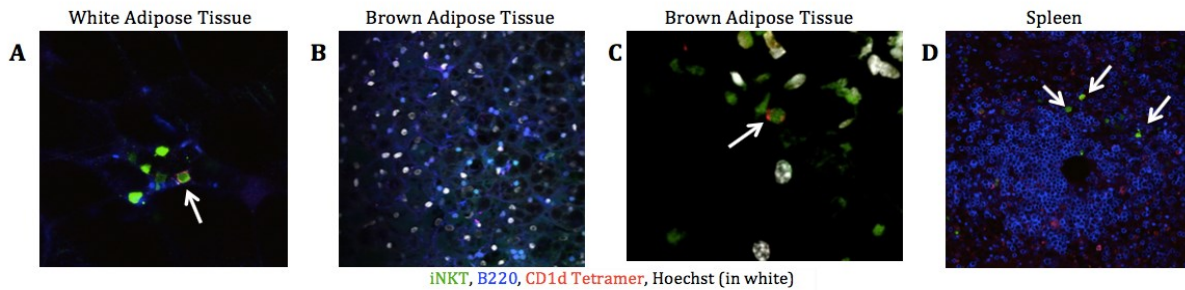 White Adipose Tissue Brown Adipose Tissue Brown Adipose Tissue Spleen
A B C D
iNKT, B220, CD1d Tetramer, Hoechst (in white)